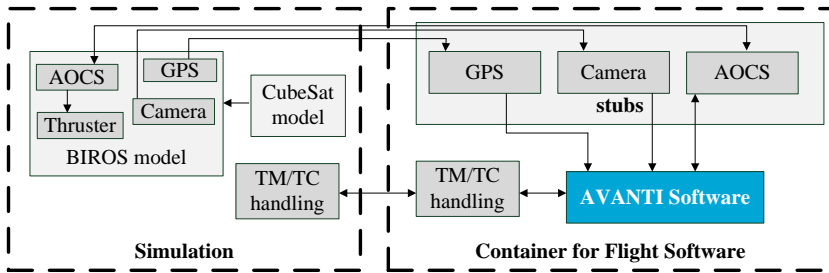 AOCS
GPS
Thruster
Camera
BIROS model
CubeSat
model
TM/TC
handling
Simulation
GPS
Camera
AOCS
stubs
TM/TC
handling
AVANTI Software
Container for Flight Software